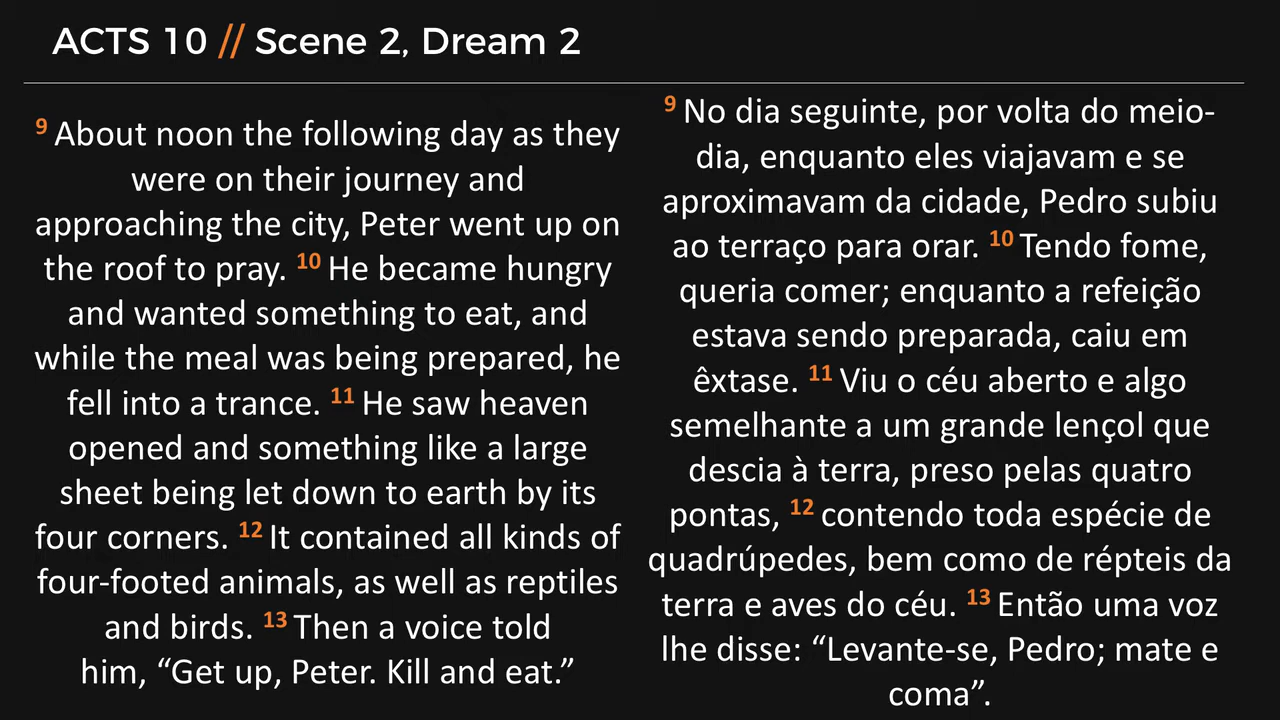 ACTS 10 // Scene 2, Dream 2
9 About noon the following day as they
were on their journey and
approaching the city, Peter went up on
the roof to pray. 10 He became hungry
and wanted something to eat, and
while the meal was being prepared, he
fell into a trance. 11 He saw heaven
opened and something like a large
sheet being let down to earth by its
four corners. 12 It contained all kinds of
four-footed animals, as well as reptiles
and birds. 13 Then a voice told
him, “Get up, Peter. Kill and eat.”
9 No dia seguinte, por volta do meio-
dia, enquanto eles viajavam e se
aproximavam da cidade, Pedro subiu
ao terraço para orar. 10 Tendo fome,
queria comer; enquanto a refeição
estava sendo preparada, caiu em
êxtase. 11 Viu o céu aberto e algo
semelhante a um grande lençol que
descia à terra, preso pelas quatro
pontas, 12 contendo toda espécie de
quadrúpedes, bem como de répteis da
terra e aves do céu. 13 Então uma voz
lhe disse: “Levante-se, Pedro; mate e
coma”.